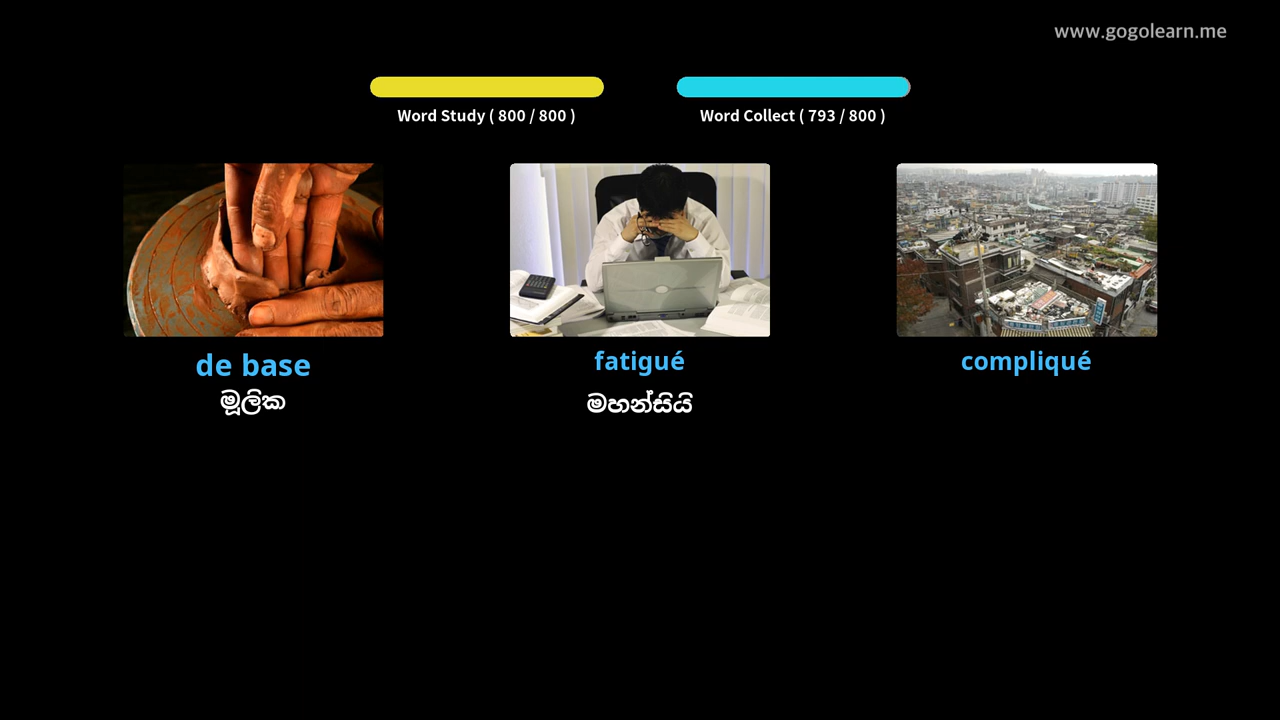 www.gogolearn.me
Word Study ( 800 / 800 )
Word Collect ( 793 / 800 )
de base
fatigué
compliqué
මූලික
මහන්සියි